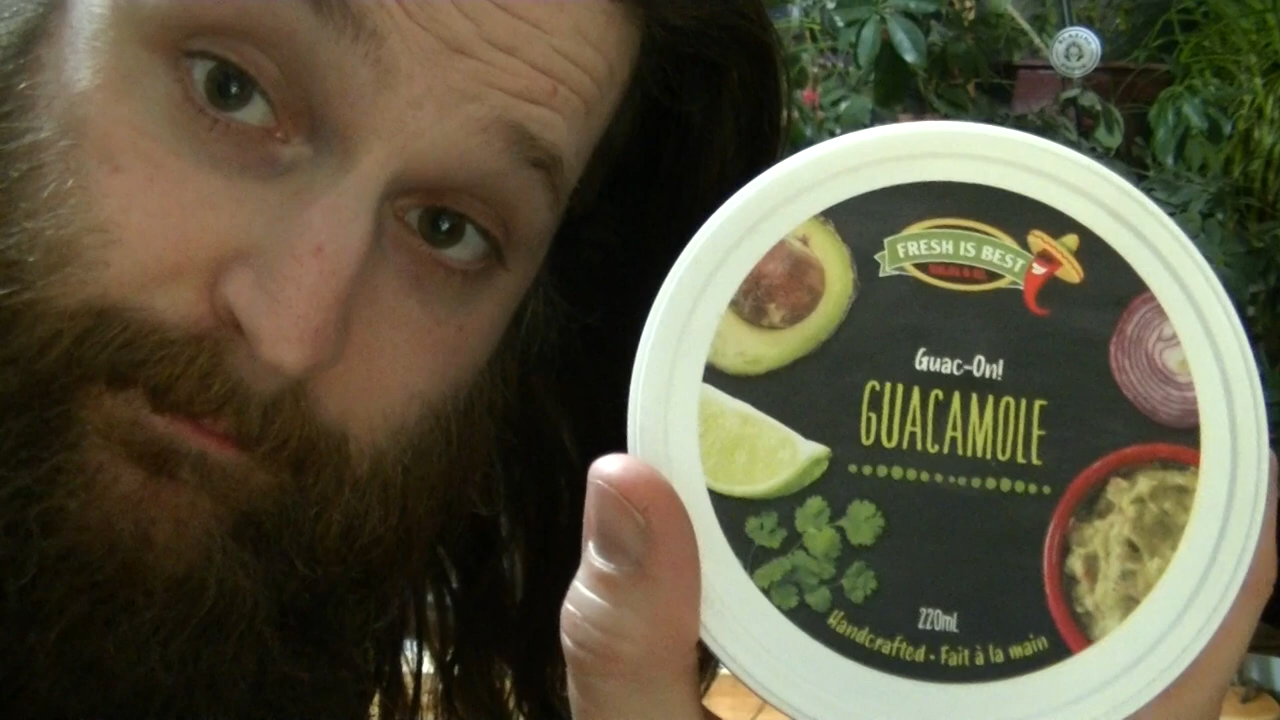 FRESH IS BEST
Guac-On!
GUACAMOLE
220mL
Handcrafted • Fait à la main